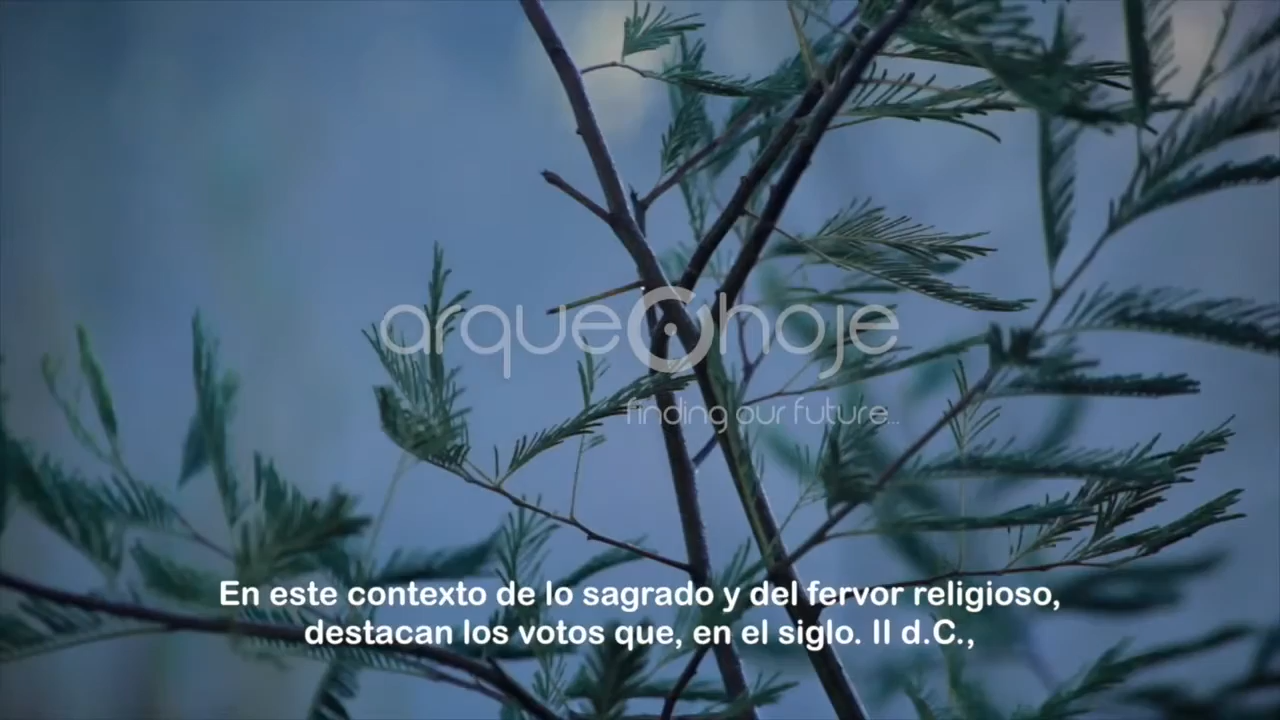 arqueohoje
finding our future...
En este contexto de lo sagrado y del fervor religioso,
destacan los votos que, en el siglo. II d.C.,